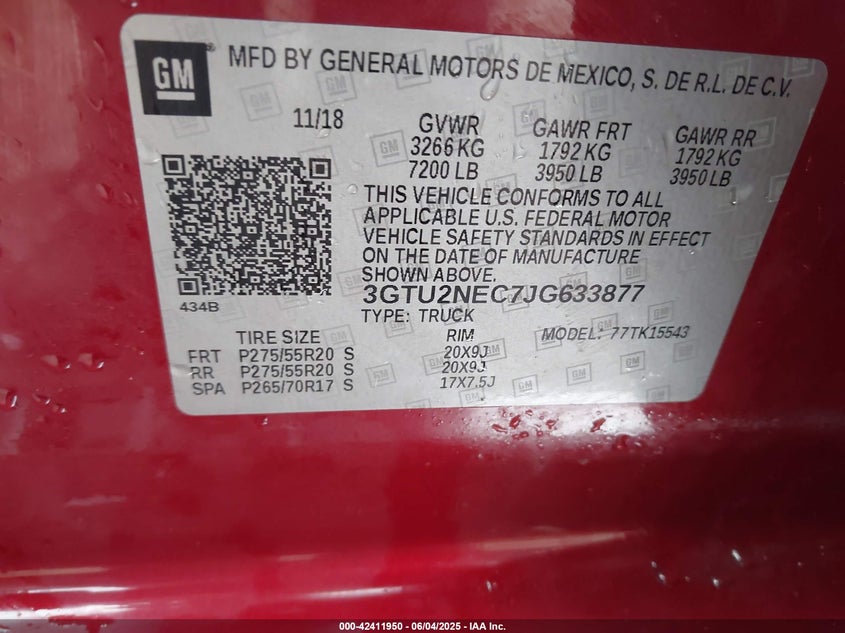 GM
MFD BY GENERAL MOTORS DE MEXICO, S. DE R.L. DE C.V.
11/18
GVWR GAWR FRT GAWR RR
3266 KG 1792 KG 1792 KG
7200 LB 3950 LB 3950 LB
THIS VEHICLE CONFORMS TO ALL
APPLICABLE U.S. FEDERAL MOTOR
VEHICLE SAFETY STANDARDS IN EFFECT
ON THE DATE OF MANUFACTURE
SHOWN ABOVE.
434B
3GTU2NEC7JG633877
TYPE: TRUCK
TIRE SIZE RIM MODEL: 77TK15543
FRT P275/55R20 S 20X9J
RR P275/55R20 S 20X9J
SPA P265/70R17 S 17X7.5J
000-42411950 - 06/04/2025 - IAA Inc.